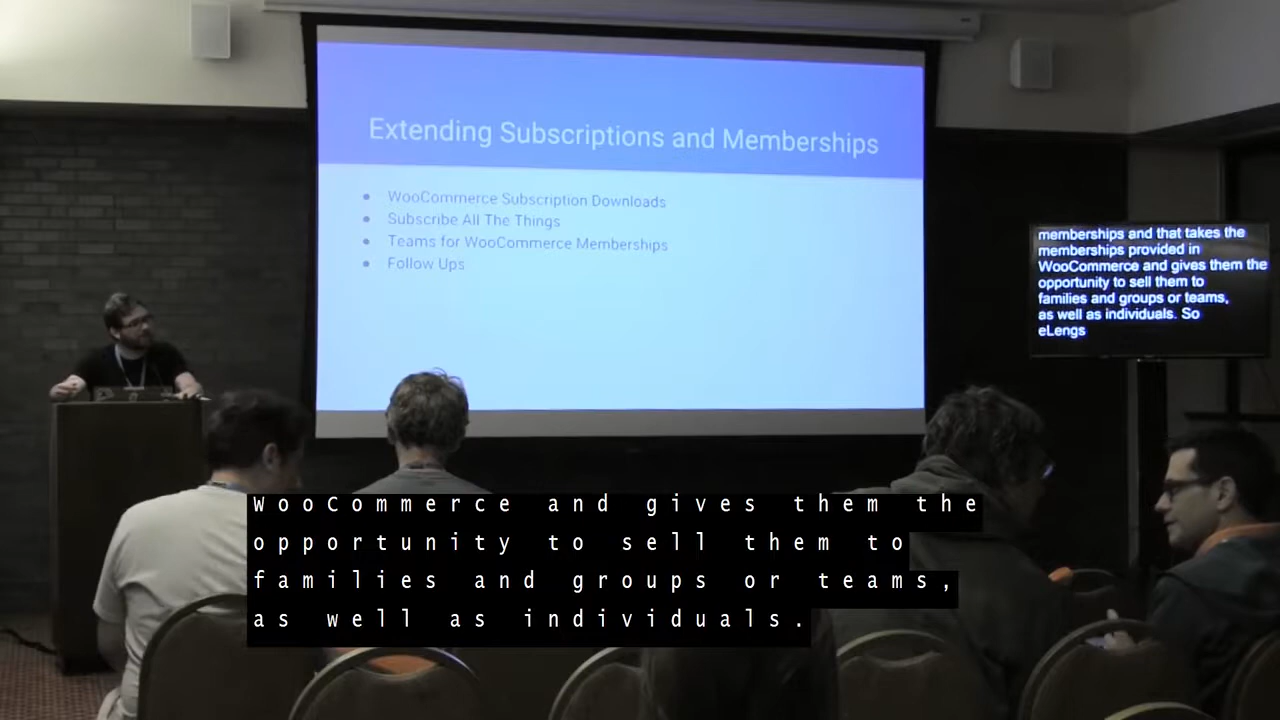 Extending Subscriptions and Memberships
● WooCommerce Subscription Downloads
● Subscribe All The Things
● Teams for WooCommerce Memberships
● Follow Ups
memberships and that takes the
memberships provided in
WooCommerce and gives them the
opportunity to sell them to
families and groups or teams,
as well as individuals. So
eLengs
WooCommerce and gives them the
opportunity to sell them to
families and groups or teams,
as well as individuals.